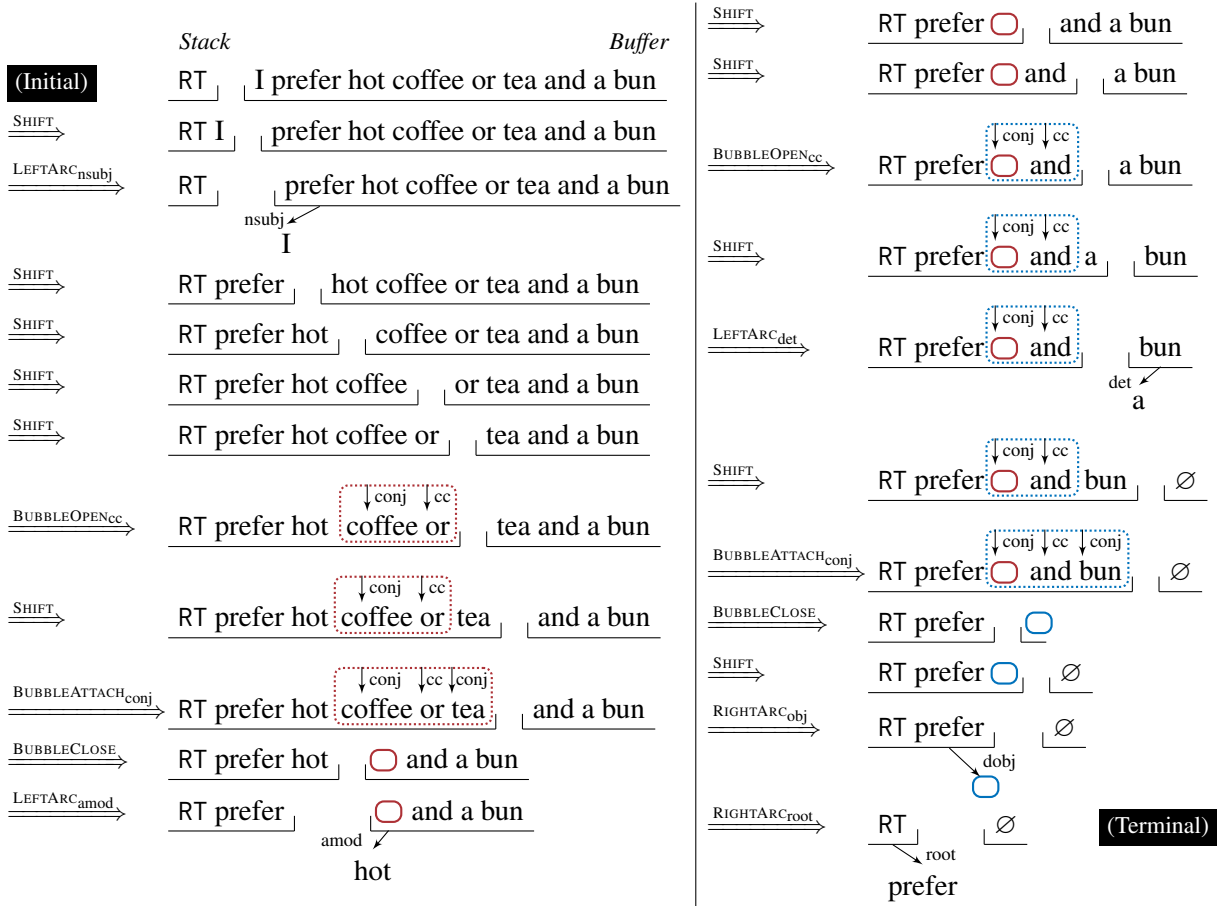 Stack Buffer
(Initial) RT I prefer hot coffee or tea and a bun
SHIFT RT I prefer hot coffee or tea and a bun
LEFTARCnsubj RT prefer hot coffee or tea and a bun
nsubj
I
SHIFT RT prefer hot coffee or tea and a bun
SHIFT RT prefer hot coffee or tea and a bun
SHIFT RT prefer hot coffee or tea and a bun
SHIFT RT prefer hot coffee or tea and a bun
conj cc
BUBBLEOPENcc RT prefer hot coffee or tea and a bun
conj cc
SHIFT RT prefer hot coffee or tea and a bun
conj cc conj
BUBBLEATTACHconj RT prefer hot coffee or tea and a bun
BUBBLECLOSE RT prefer hot and a bun
LEFTARCamod RT prefer and a bun
amod
hot
SHIFT RT prefer and a bun
SHIFT RT prefer and a bun
conj cc
BUBBLEOPENcc RT prefer and a bun
conj cc
SHIFT RT prefer and a bun
conj cc
LEFTARCdet RT prefer and bun
det
a
conj cc
SHIFT RT prefer and bun ∅
conj cc conj
BUBBLEATTACHconj RT prefer and bun ∅
BUBBLECLOSE RT prefer
SHIFT RT prefer ∅
RIGHTARCobj RT prefer ∅
dobj
RIGHTARCroot RT ∅ (Terminal)
root
prefer